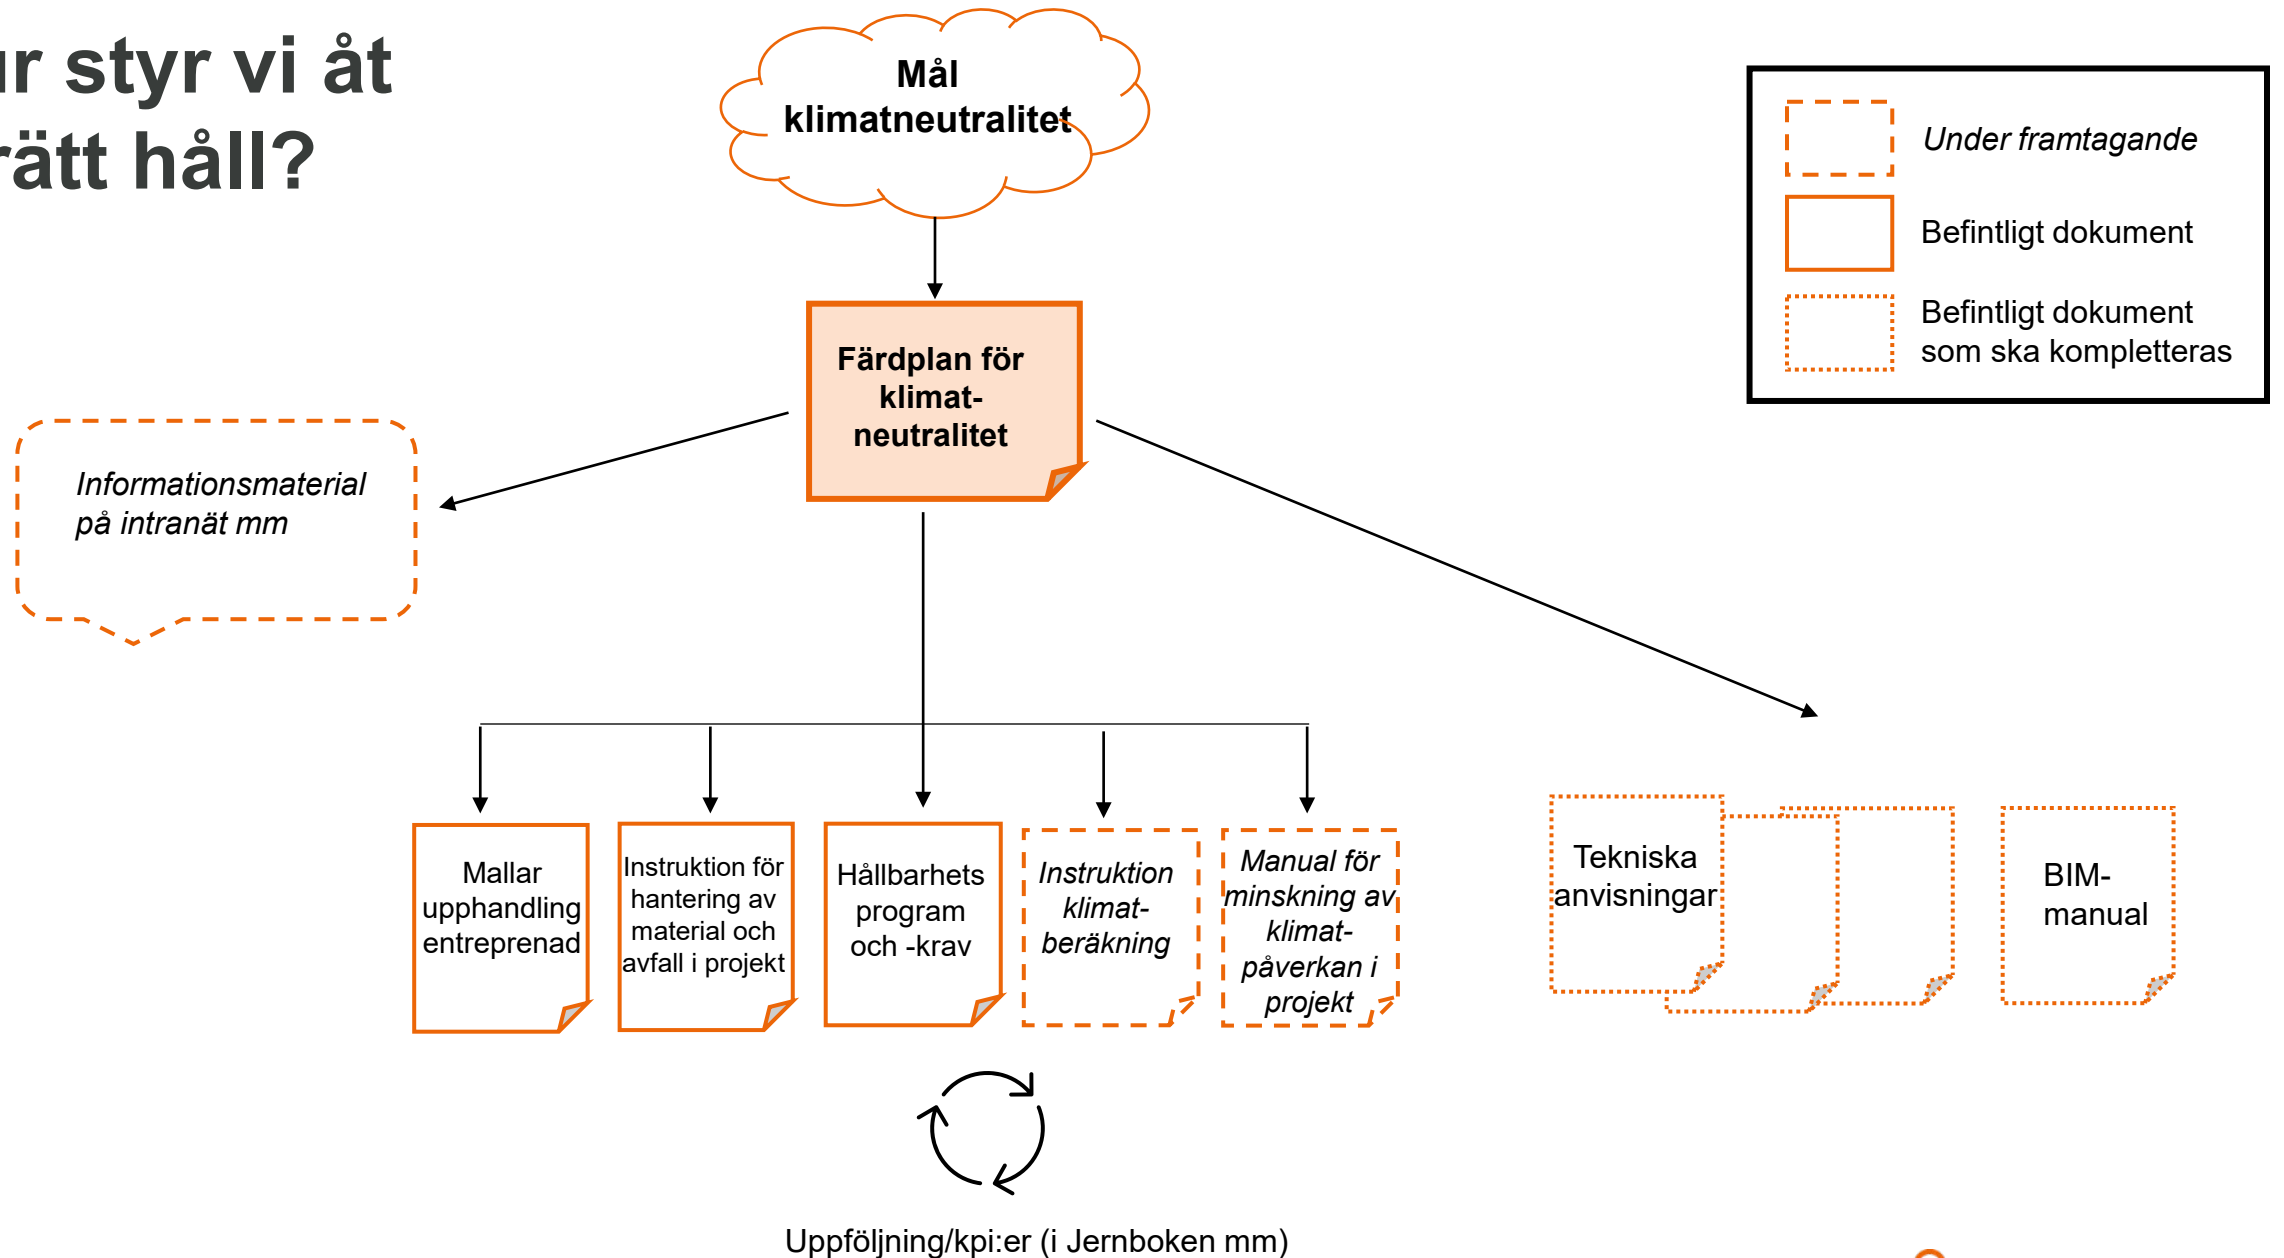 ur styr vi åt
rätt håll?
Mål
klimatneutralitet
Under framtagande
Befintligt dokument
Befintligt dokument
som ska kompletteras
Färdplan för
klimat-
neutralitet
Informationsmaterial
på intranät mm
Mallar
upphandling
entreprenad
Instruktion för
hantering av
material och
avfall i projekt
Hållbarhets
program
och -krav
Instruktion
klimat-
beräkning
Manual för
minskning av
klimat-
påverkan i
projekt
Tekniska
anvisningar
BIM-
manual
Uppföljning/kpi:er (i Jernboken mm)